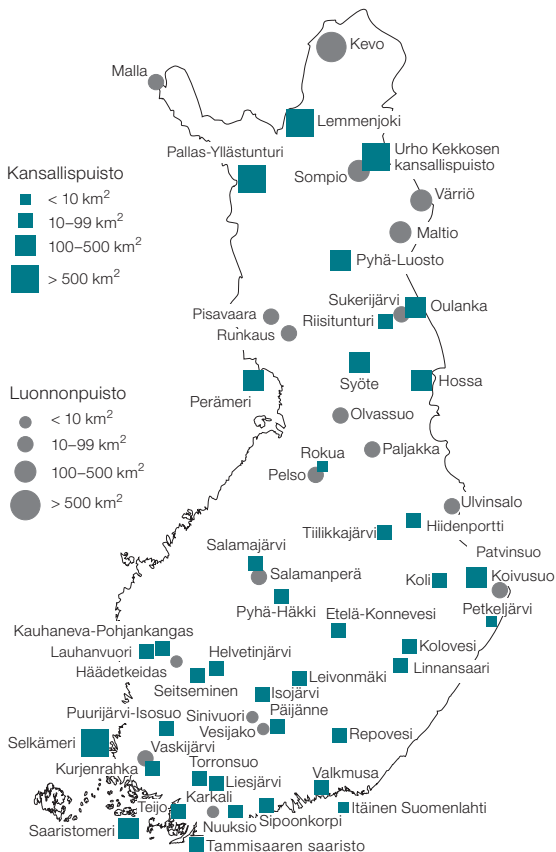 Kevo
Malla
Lemmenjoki
Pallas-Yllästunturi
Urho Kekkosen
kansallispuisto
Sompio
Kansallispuisto
< 10 km²
10–99 km²
100–500 km²
> 500 km²
Värriö
Maltio
Pyhä-Luosto
Sukerijärvi
Oulanka
Pisavaara
Riisitunturi
Runkaus
Syöte
Hossa
Perämeri
Luonnonpuisto
< 10 km²
10–99 km²
100–500 km²
> 500 km²
Olvassuo
Paljakka
Rokua
Pelso
Ulvinsalo
Hiidenportti
Tiilikkajärvi
Salamajärvi
Patvinsuo
Salamanperä
Koli
Koivusuo
Pyhä-Häkki
Petkeljärvi
Etelä-Konnevesi
Kauhaneva-Pohjankangas
Lauhanvuori
Helvetinjärvi
Kolovesi
Häädetkeidas
Linnansaari
Seitseminen
Leivonmäki
Isojärvi
Puurijärvi-Isosuo
Sinivuori
Päijänne
Vesijako
Repovesi
Selkämeri
Vaskijärvi
Kurjenrahka
Torronsuo
Liesjärvi
Valkmusa
Karkali
Teijo
Itäinen Suomenlahti
Sipoonkorpi
Nuuksio
Saaristomeri
Tammisaaren saaristo